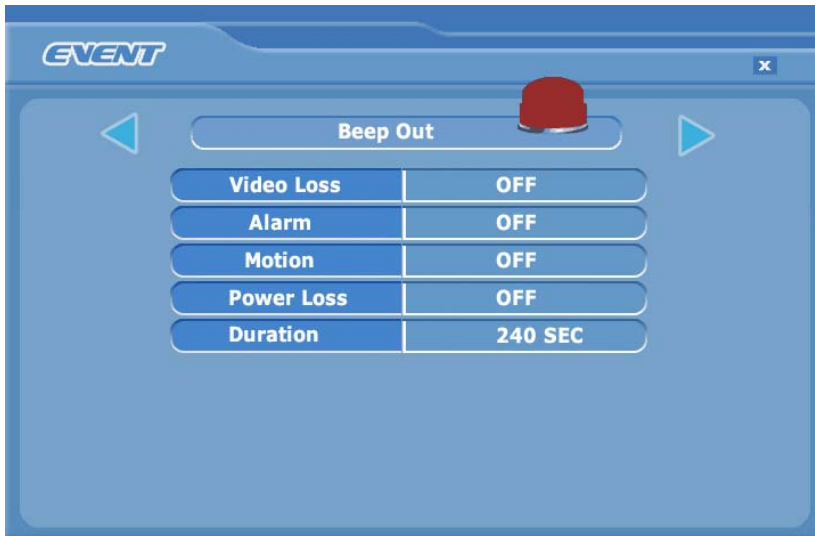 EVENT
X
Beep Out
Video Loss OFF
Alarm OFF
Motion OFF
Power Loss OFF
Duration 240 SEC